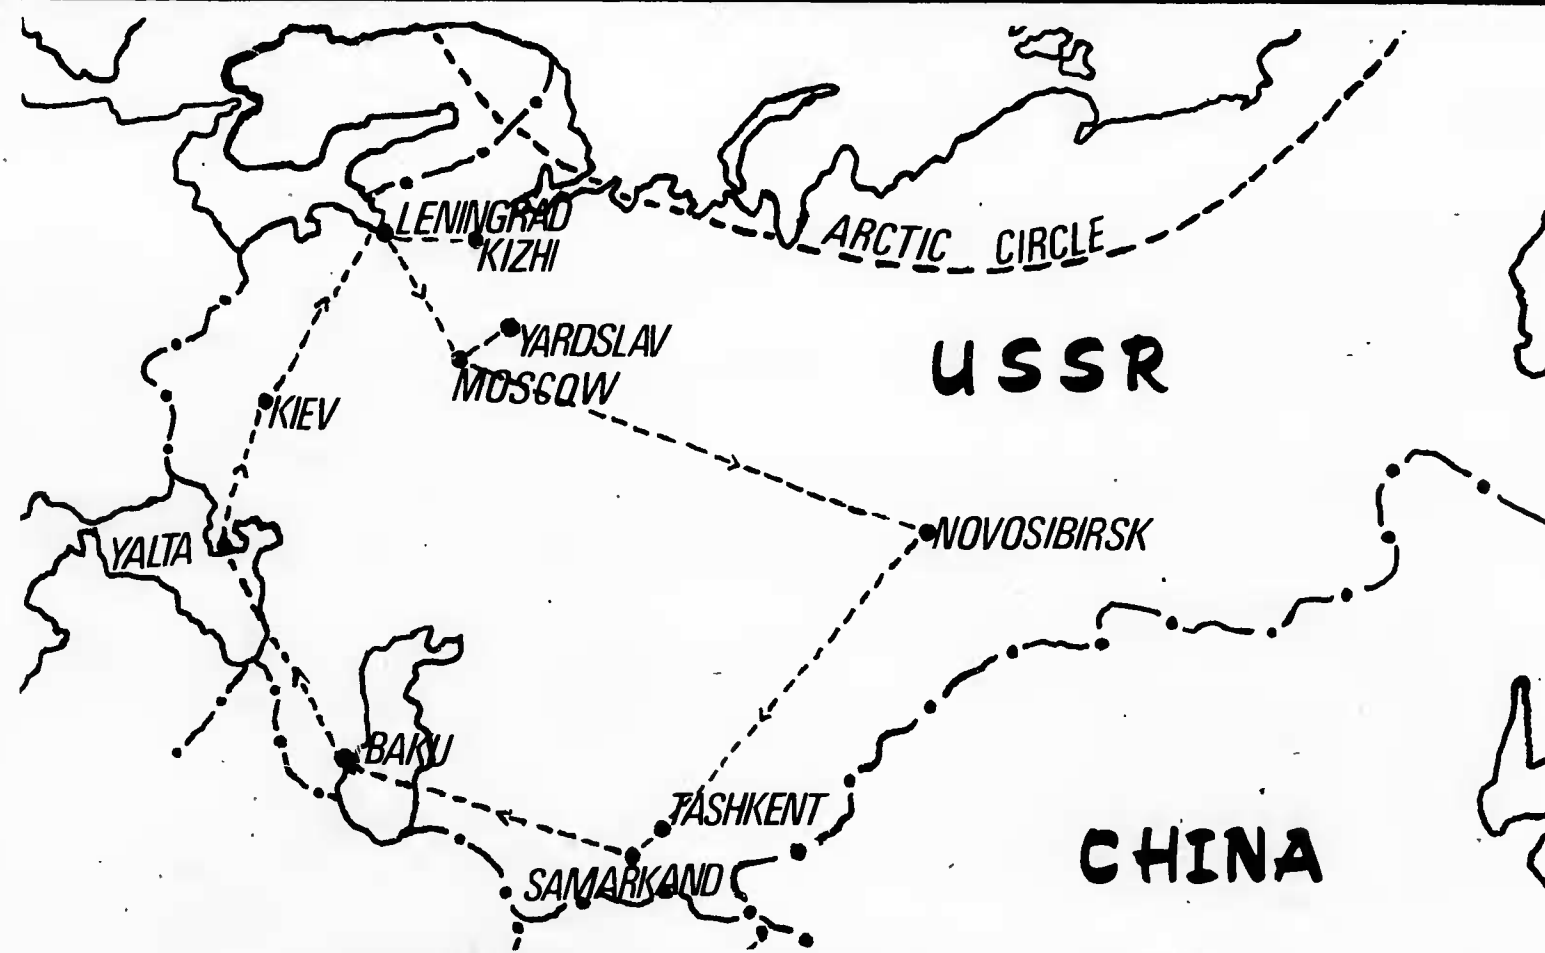 LENINGRAD
KIZHI
ARCTIC CIRCLE
YARDSLAV
USSR
MOSCOW
KIEV
NOVOSIBIRSK
YALTA
BAKU
TASHKENT
CHINA
SAMARKAND